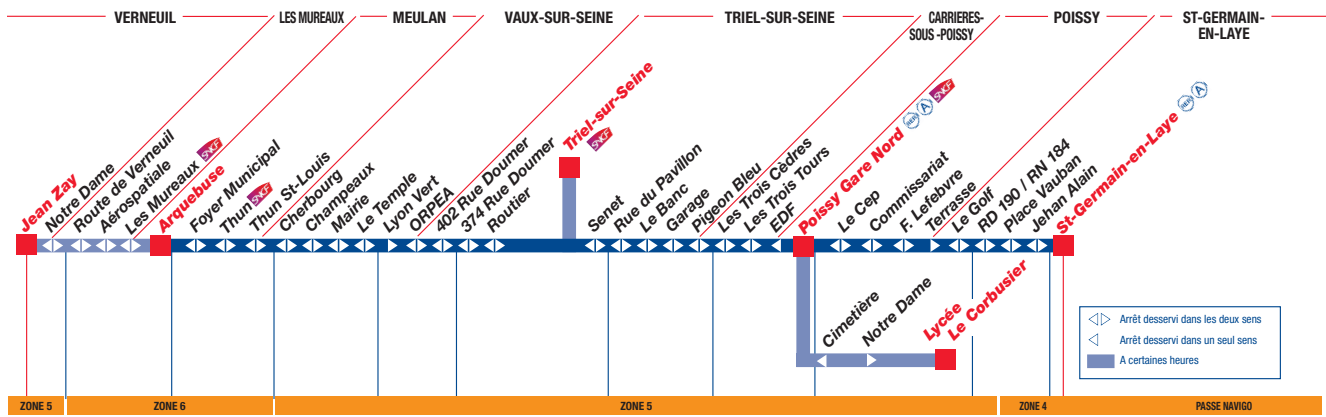 VERNEUIL
LES MUREAUX
MEULAN
VAUX-SUR-SEINE
TRIEL-SUR-SEINE
CARRIERES-
SOUS -POISSY
POISSY
ST-GERMAIN-
EN-LAYE
Jean Zay
Notre Dame
Route de Verneuil
Aérospatiale
Les Mureaux SNCF
Arquebuse
Foyer Municipal
Thun SNCF
Thun St-Louis
Cherbourg
Champeaux
Mairie
Le Temple
Lyon Vert
ORPEA
402 Rue Doumer
374 Rue Doumer
Routier
Triel-sur-Seine
SNCF
Senet
Rue du Pavillon
Le Banc
Garage
Pigeon Bleu
Les Trois Cèdres
Les Trois Tours
EDF
Poissy Gare Nord RER A SNCF
Le Cep
Commissariat
F. Lefebvre
Terrasse
Le Golf
RD 190 / RN 184
Place Vauban
Jehan Alain
St-Germain-en-Laye RER A
Cimetière
Notre Dame
Lycée
Le Corbusier
Arrêt desservi dans les deux sens
Arrêt desservi dans un seul sens
A certaines heures
ZONE 5
ZONE 6
ZONE 5
ZONE 4
PASSE NAVIGO